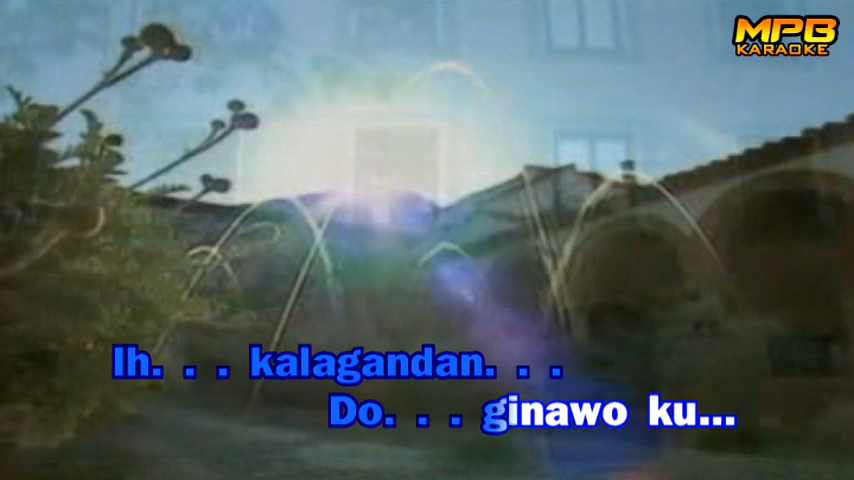 MPB
KARAOKE
Ih. . . kalagandan. . .
Do. . . ginawo ku...